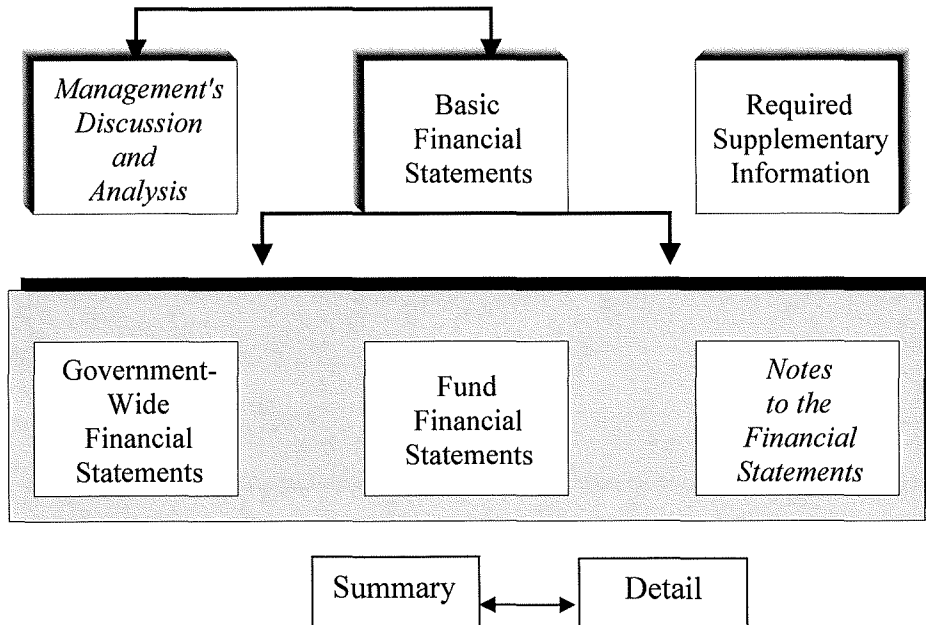 Management's
Discussion
and
Analysis
Basic
Financial
Statements
Required
Supplementary
Information
Government-
Wide
Financial
Statements
Fund
Financial
Statements
Notes
to the
Financial
Statements
Summary
Detail